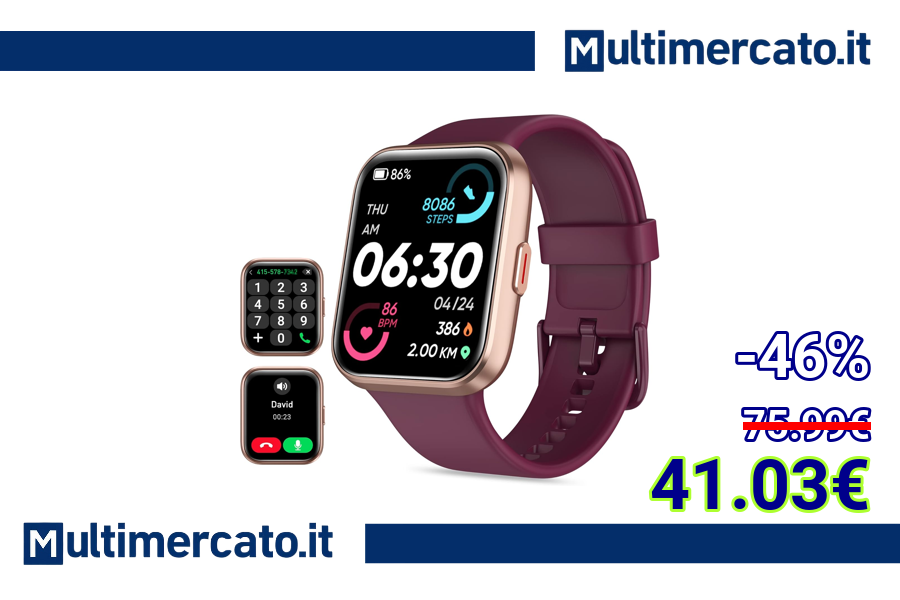 Multimercato.it
86%
8086
STEPS
THU
AM
06:30
04/24
86
BPM
386
2.00 KM
415-578-7342
1 2 3
4 5 6
7 8 9
+ 0
David
00:23
-46%
75.99€
41.03€
Multimercato.it